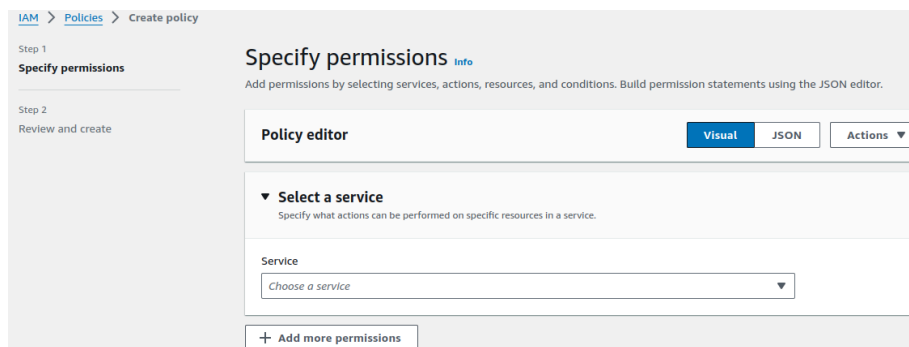 IAM > Policies > Create policy
Step 1
Specify permissions
Step 2
Review and create
Specify permissions Info
Add permissions by selecting services, actions, resources, and conditions. Build permission statements using the JSON editor.
Policy editor
Visual JSON Actions ▼
▼ Select a service
Specify what actions can be performed on specific resources in a service.
Service
Choose a service ▼
+ Add more permissions